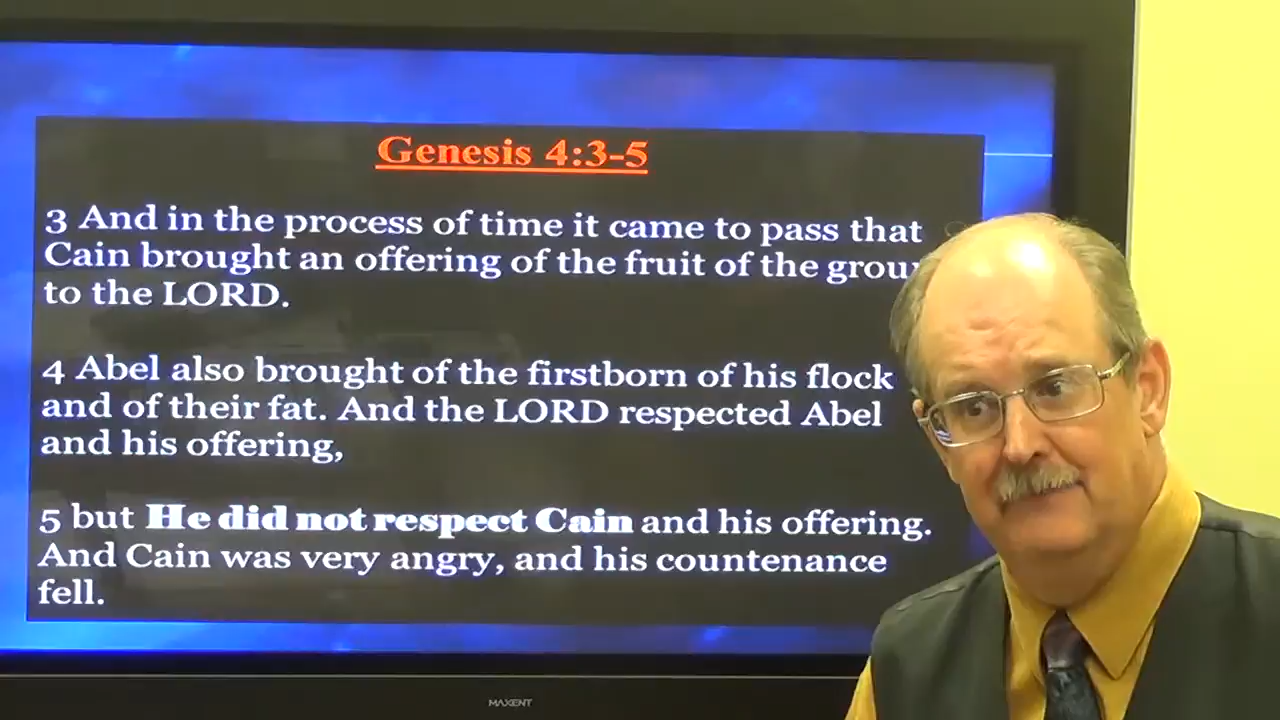 Genesis 4:3-5
3 And in the process of time it came to pass that
Cain brought an offering of the fruit of the
to the LORD.
4 Abel also brought of the firstborn of his flock
and of their fat. And the LORD respected Abel
and his offering,
5 but He did not respect Cain and his offering.
And Cain was very angry, and his countenance
fell.
MAXENT